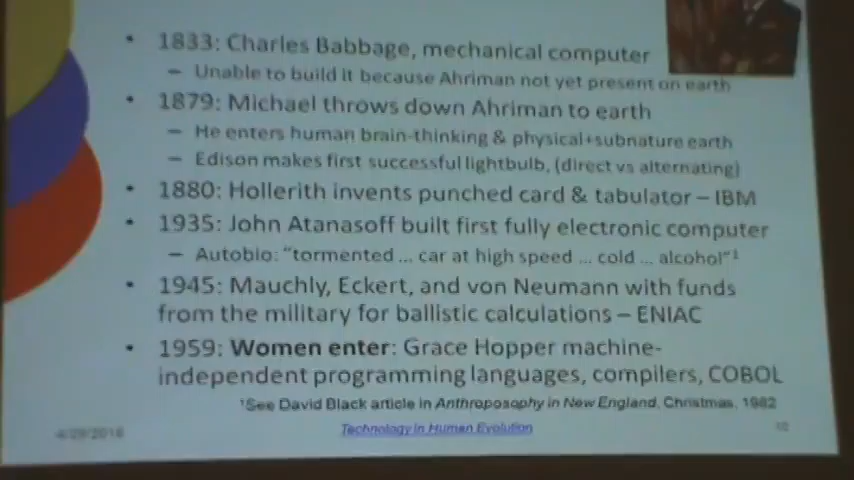 • 1833: Charles Babbage, mechanical computer
– Unable to build it because Ahriman not yet present on earth
• 1879: Michael throws down Ahriman to earth
– He enters human brain-thinking & physical+subnature earth
– Edison makes first successful lightbulb, (direct vs alternating)
• 1880: Hollerith invents punched card & tabulator – IBM
• 1935: John Atanasoff built first fully electronic computer
– Autobio: "tormented ... car at high speed ... cold ... alcohol"¹
• 1945: Mauchly, Eckert, and von Neumann with funds
from the military for ballistic calculations – ENIAC
• 1959: Women enter: Grace Hopper machine-
independent programming languages, compilers, COBOL
¹See David Black article in Anthroposophy in New England, Christmas, 1982
4/29/2016
Technology in Human Evolution
10